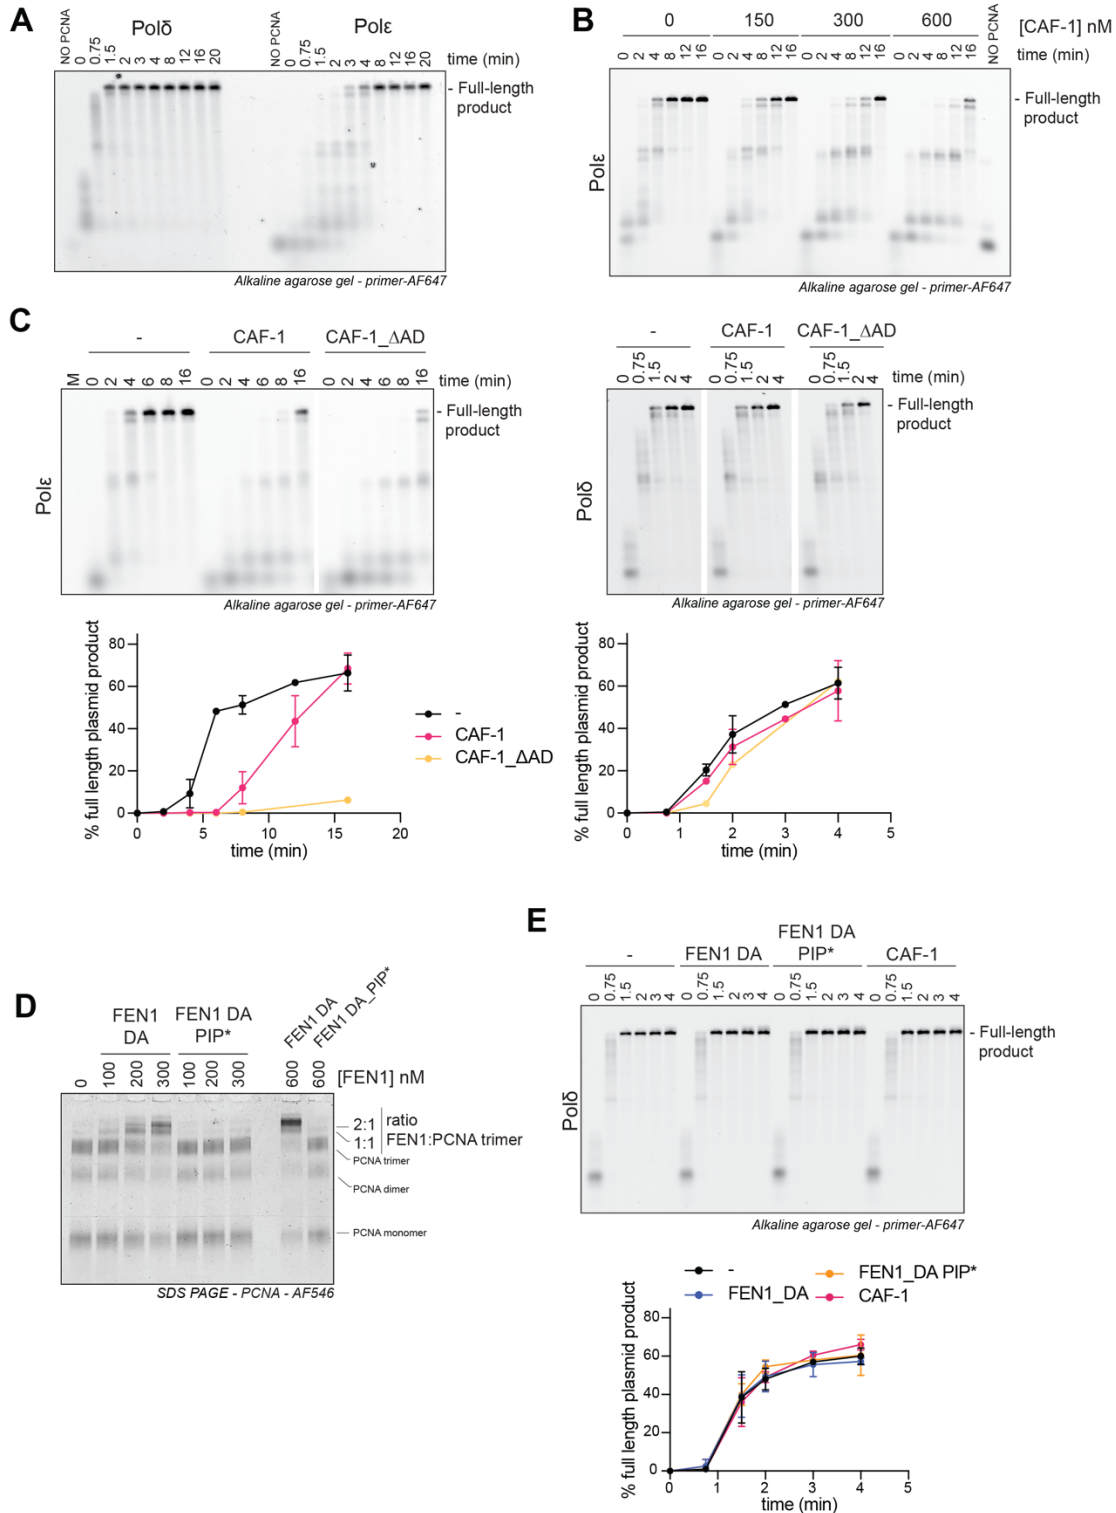 A
Polδ
Polε
NO PCNA
0
0.75
1.5
2
3
4
8
12
16
20
NO PCNA
0
0.75
1.5
2
3
4
8
12
16
20
time (min)
- Full-length
product
Alkaline agarose gel - primer-AF647
B
0
150
300
600
NO PCNA
[CAF-1] nM
0 2 4 8 12 16
0 2 4 8 12 16
0 2 4 8 12 16
0 2 4 8 12 16
time (min)
Polε
- Full-length
product
Alkaline agarose gel - primer-AF647
C
-
CAF-1
CAF-1_ΔAD
M
0 2 4 6 8 16
0 2 4 6 8 16
0 2 4 6 8 16
time (min)
Polε
- Full-length
product
Alkaline agarose gel - primer-AF647
-
CAF-1
CAF-1_ΔAD
0 0.75 1.5 2 4
0 0.75 1.5 2 4
0 0.75 1.5 2 4
time (min)
Polδ
- Full-length
product
Alkaline agarose gel - primer-AF647
% full length plasmid product
80
60
40
20
0
0 5 10 15 20
time (min)
-
CAF-1
CAF-1_ΔAD
% full length plasmid product
80
60
40
20
0
0 1 2 3 4 5
time (min)
D
FEN1
DA
FEN1 DA
PIP*
FEN1 DA
FEN1 DA_PIP*
0
100
200
300
100
200
300
600
600
[FEN1] nM
2:1
1:1
ratio
FEN1:PCNA trimer
PCNA trimer
PCNA dimer
PCNA monomer
SDS PAGE - PCNA - AF546
E
-
FEN1 DA
FEN1 DA
PIP*
CAF-1
0 0.75 1.5 2 3 4
0 0.75 1.5 2 3 4
0 0.75 1.5 2 3 4
0 0.75 1.5 2 3 4
Polδ
- Full-length
product
Alkaline agarose gel - primer-AF647
-
FEN1_DA
FEN1_DA PIP*
CAF-1
% full length plasmid product
80
60
40
20
0
0 1 2 3 4 5
time (min)